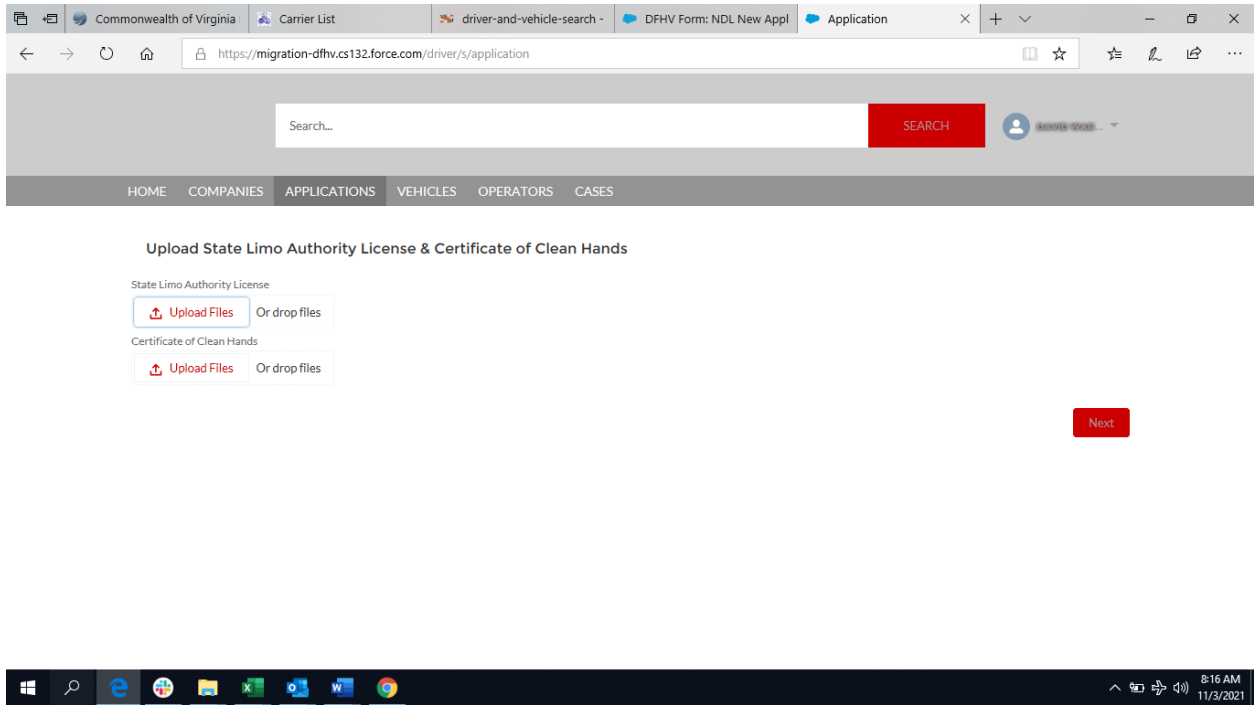 Commonwealth of Virginia
Carrier List
driver-and-vehicle-search -
DFHV Form: NDL New Appl
Application
https://migration-dfhv.cs132.force.com/driver/s/application
Search...
SEARCH
HOME COMPANIES APPLICATIONS VEHICLES OPERATORS CASES
Upload State Limo Authority License & Certificate of Clean Hands
State Limo Authority License
Upload Files Or drop files
Certificate of Clean Hands
Upload Files Or drop files
Next
8:16 AM
11/3/2021